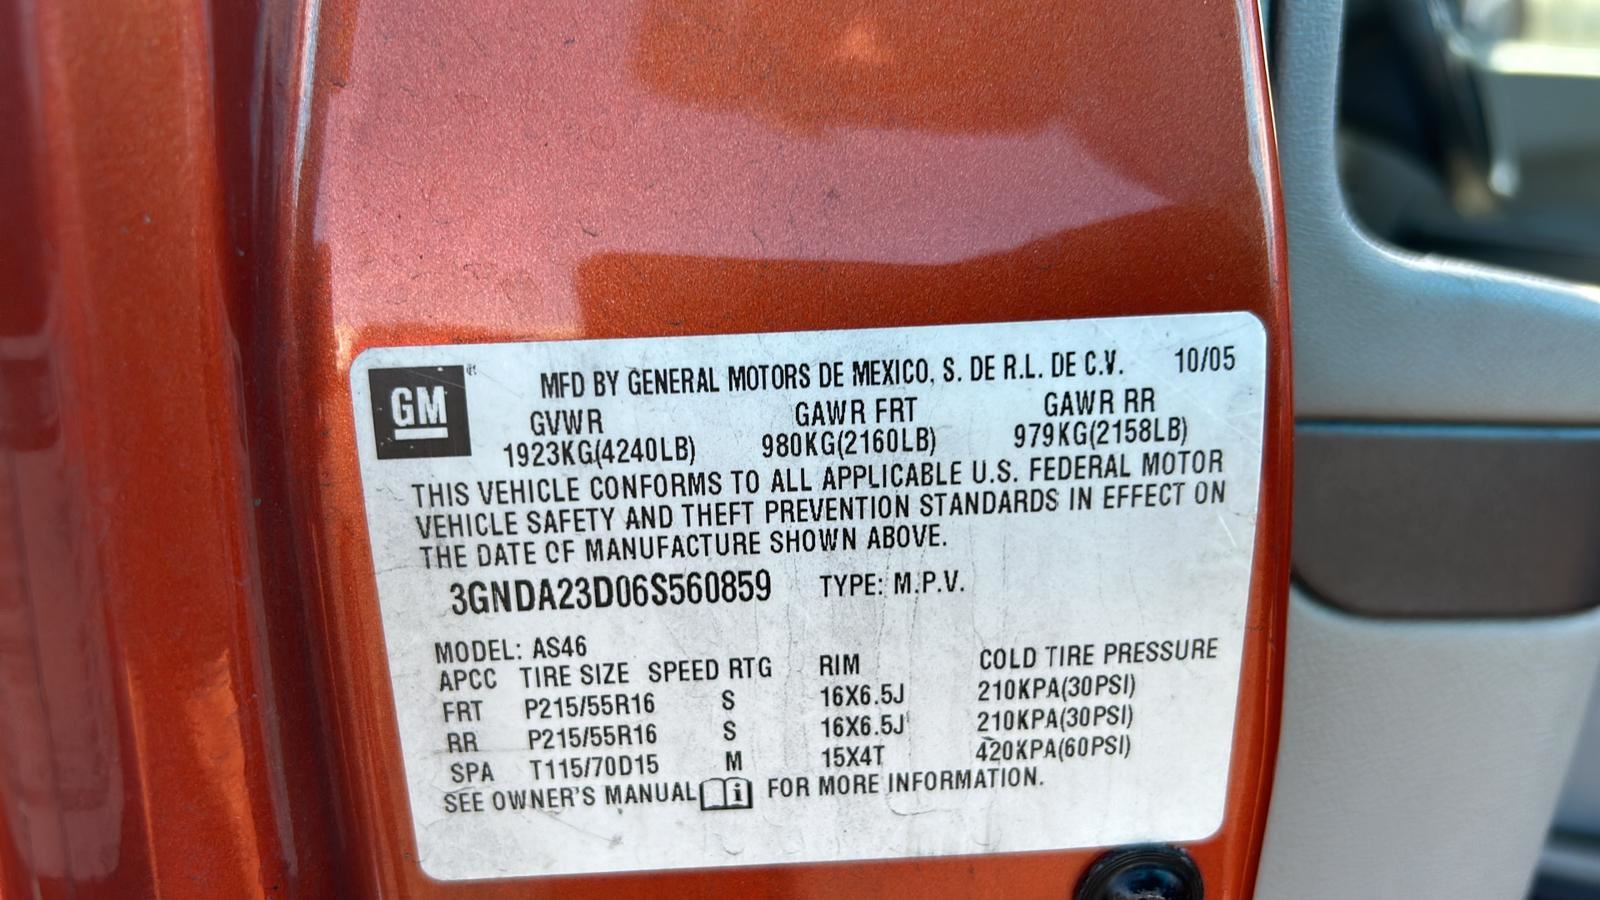 GM
MFD BY GENERAL MOTORS DE MEXICO, S. DE R.L. DE C.V. 10/05
GVWR GAWR FRT GAWR RR
1923KG(4240LB) 980KG(2160LB) 979KG(2158LB)
THIS VEHICLE CONFORMS TO ALL APPLICABLE U.S. FEDERAL MOTOR
VEHICLE SAFETY AND THEFT PREVENTION STANDARDS IN EFFECT ON
THE DATE OF MANUFACTURE SHOWN ABOVE.
3GNDA23D06S560859 TYPE: M.P.V.
MODEL: AS46
APCC TIRE SIZE SPEED RTG RIM COLD TIRE PRESSURE
FRT P215/55R16 S 16X6.5J 210KPA(30PSI)
RR P215/55R16 S 16X6.5J 210KPA(30PSI)
SPA T115/70D15 M 15X4T 420KPA(60PSI)
SEE OWNER'S MANUAL i FOR MORE INFORMATION.